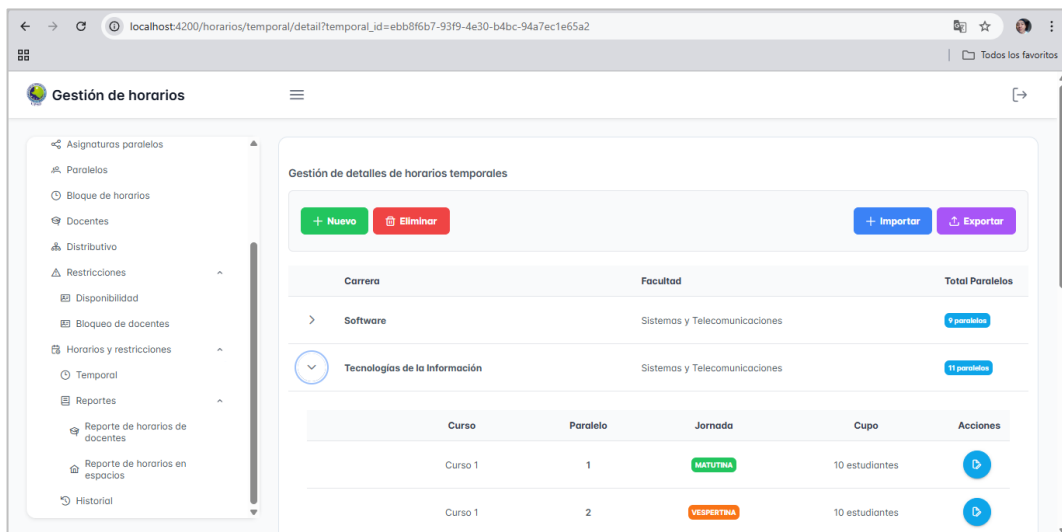 localhost:4200/horarios/temporal/detail?temporal_id=ebb8f6b7-93f9-4e30-b4bc-94a7ec1e65a2
Todos los favoritos
Gestión de horarios
Asignaturas paralelos
Paralelos
Bloque de horarios
Docentes
Distributivo
Restricciones
Disponibilidad
Bloqueo de docentes
Horarios y restricciones
Temporal
Reportes
Reporte de horarios de
docentes
Reporte de horarios en
espacios
Historial
Gestión de detalles de horarios temporales
+ Nuevo Eliminar + Importar Exportar
Carrera Facultad Total Paralelos
Software Sistemas y Telecomunicaciones 9 paralelos
Tecnologías de la Información Sistemas y Telecomunicaciones 11 paralelos
Curso Paralelo Jornada Cupo Acciones
Curso 1 1 MATUTINA 10 estudiantes
Curso 1 2 VESPERTINA 10 estudiantes